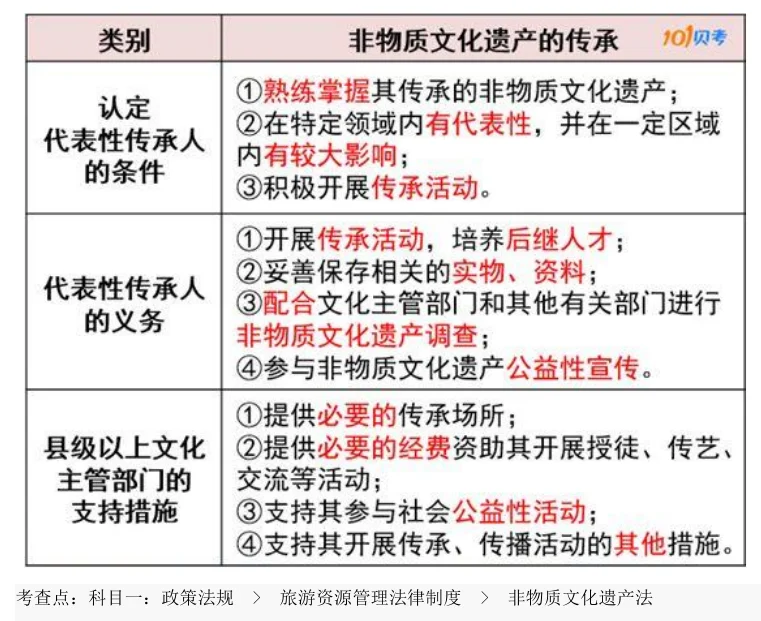 类别
非物质文化遗产的传承
101贝考
认定
代表性传承人
的条件
①熟练掌握其传承的非物质文化遗产；
②在特定领域内有代表性，并在一定区域
内有较大影响；
③积极开展传承活动。
代表性传承人
的义务
①开展传承活动，培养后继人才；
②妥善保存相关的实物、资料；
③配合文化主管部门和其他有关部门进行
非物质文化遗产调查；
④参与非物质文化遗产公益性宣传。
县级以上文化
主管部门的
支持措施
①提供必要的传承场所；
②提供必要的经费资助其开展授徒、传艺、
交流等活动；
③支持其参与社会公益性活动；
④支持其开展传承、传播活动的其他措施。
考查点：科目一：政策法规 > 旅游资源管理法律制度 > 非物质文化遗产法